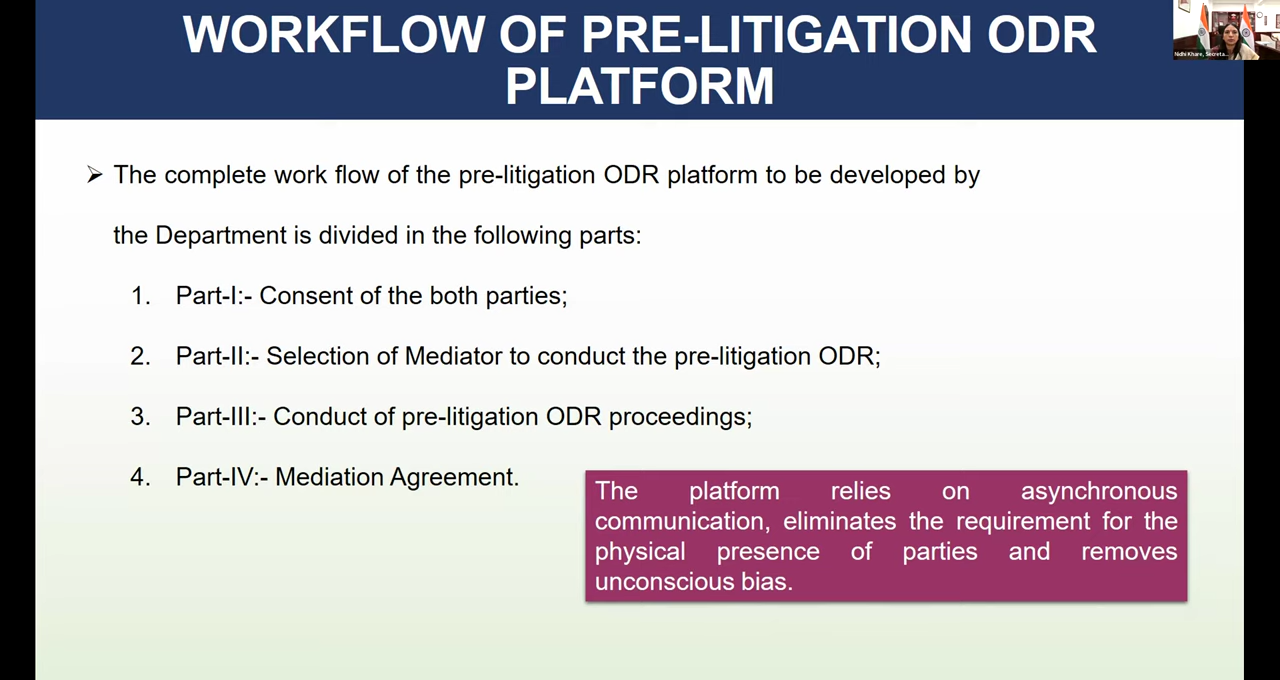 WORKFLOW OF PRE-LITIGATION ODR
PLATFORM
Nidhi Khare, Secreta...
➢ The complete work flow of the pre-litigation ODR platform to be developed by
the Department is divided in the following parts:
1. Part-I:- Consent of the both parties;
2. Part-II:- Selection of Mediator to conduct the pre-litigation ODR;
3. Part-III:- Conduct of pre-litigation ODR proceedings;
4. Part-IV:- Mediation Agreement.
The platform relies on asynchronous
communication, eliminates the requirement for the
physical presence of parties and removes
unconscious bias.